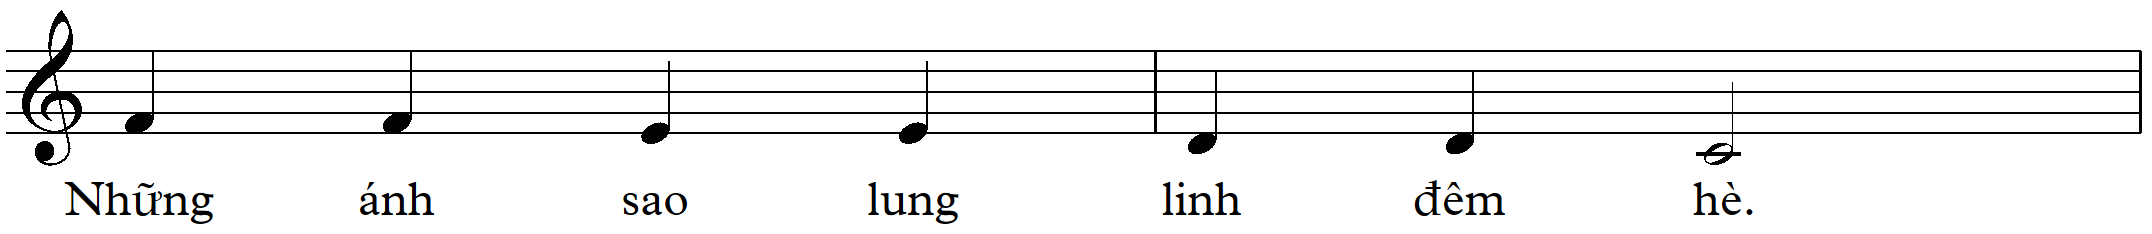 Những ánh sao lung linh đêm hè.